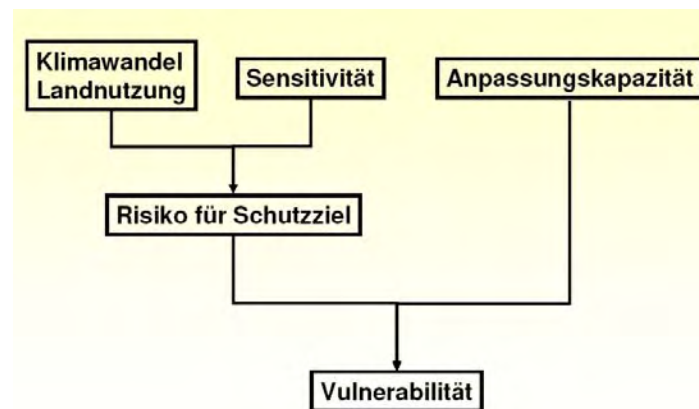 Klimawandel
Landnutzung
Sensitivität
Anpassungskapazität
Risiko für Schutzziel
Vulnerabilität